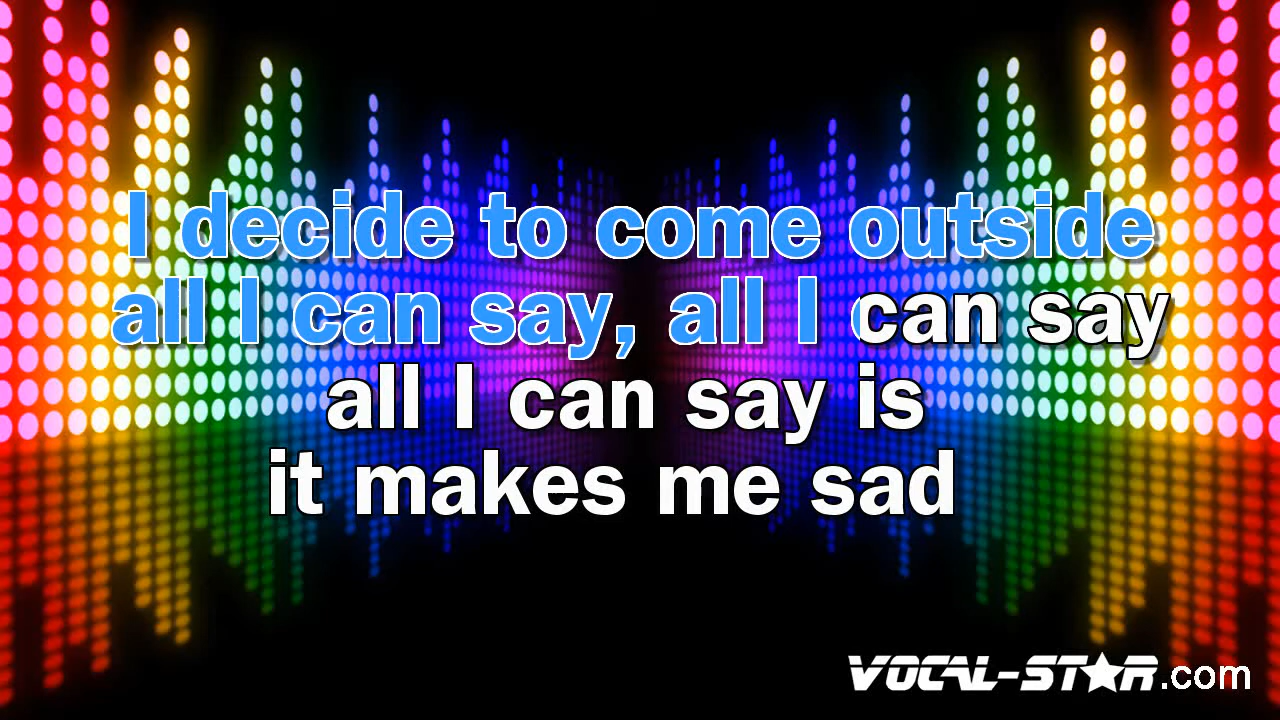 I decide to come outside
all I can say, all I can say
all I can say is
it makes me sad
VOCAL-STAR.com